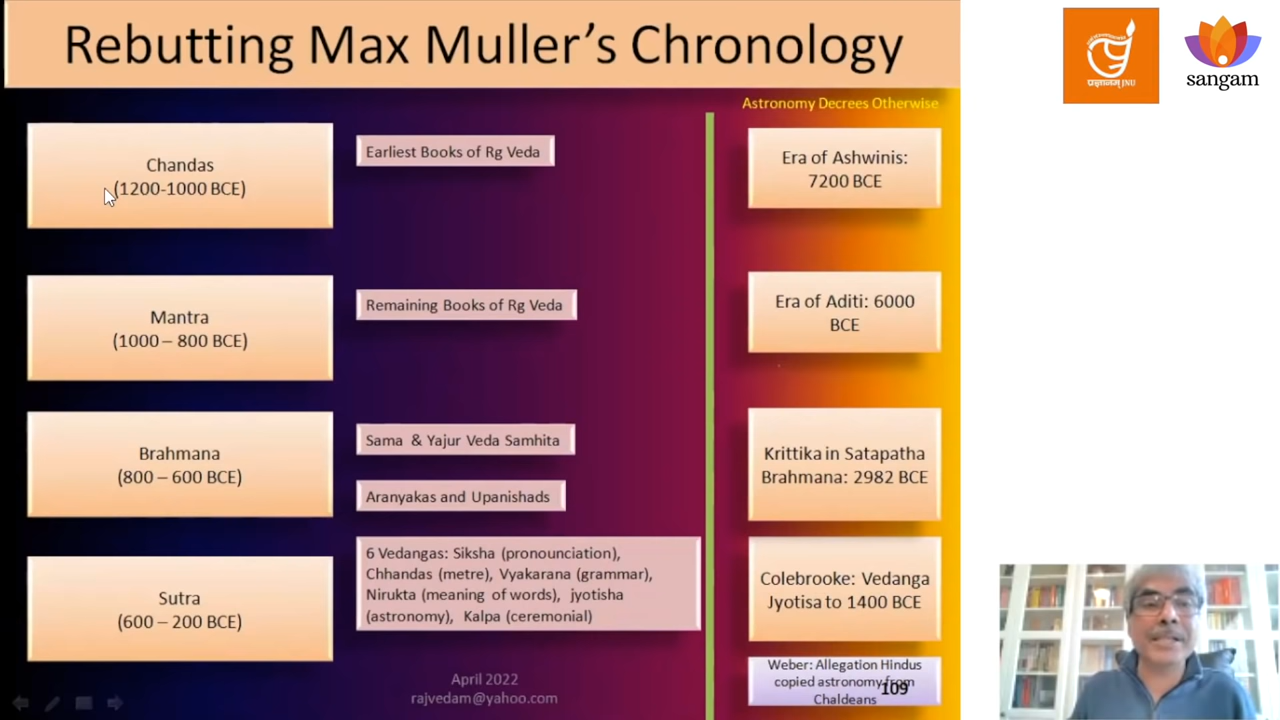 Rebutting Max Muller's Chronology
Astronomy Decrees Otherwise
Chandas
(1200-1000 BCE)
Earliest Books of Rg Veda
Era of Ashwinis:
7200 BCE
Mantra
(1000 – 800 BCE)
Remaining Books of Rg Veda
Era of Aditi: 6000
BCE
Brahmana
(800 – 600 BCE)
Sama & Yajur Veda Samhita
Aranyakas and Upanishads
Krittika in Satapatha
Brahmana: 2982 BCE
Sutra
(600 – 200 BCE)
6 Vedangas: Siksha (pronounciation),
Chhandas (metre), Vyakarana (grammar),
Nirukta (meaning of words), jyotisha
(astronomy), Kalpa (ceremonial)
Colebrooke: Vedanga
Jyotisa to 1400 BCE
Weber: Allegation Hindus
copied astronomy from
Chaldeans
109
April 2022
rajvedam@yahoo.com
JNU
sangam